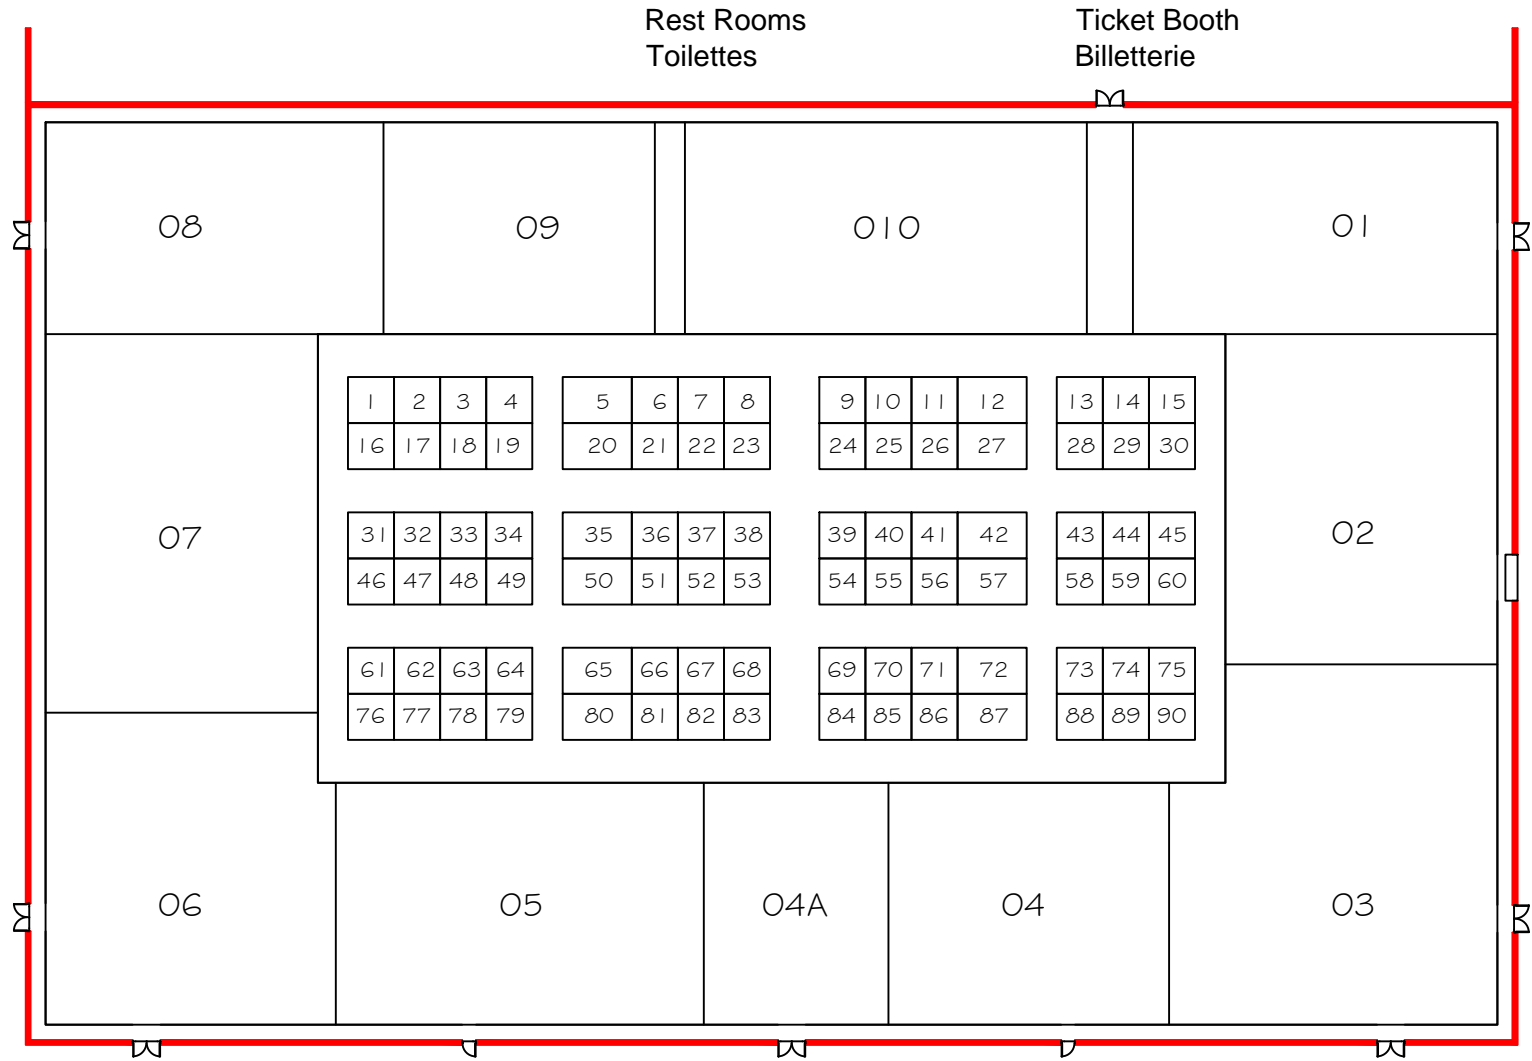 Rest Rooms
Toilettes
Ticket Booth
Billetterie
08 09 010 01
1 2 3 4 5 6 7 8 9 10 11 12 13 14 15
16 17 18 19 20 21 22 23 24 25 26 27 28 29 30
07 02
31 32 33 34 35 36 37 38 39 40 41 42 43 44 45
46 47 48 49 50 51 52 53 54 55 56 57 58 59 60
61 62 63 64 65 66 67 68 69 70 71 72 73 74 75
76 77 78 79 80 81 82 83 84 85 86 87 88 89 90
06 05 04A 04 03